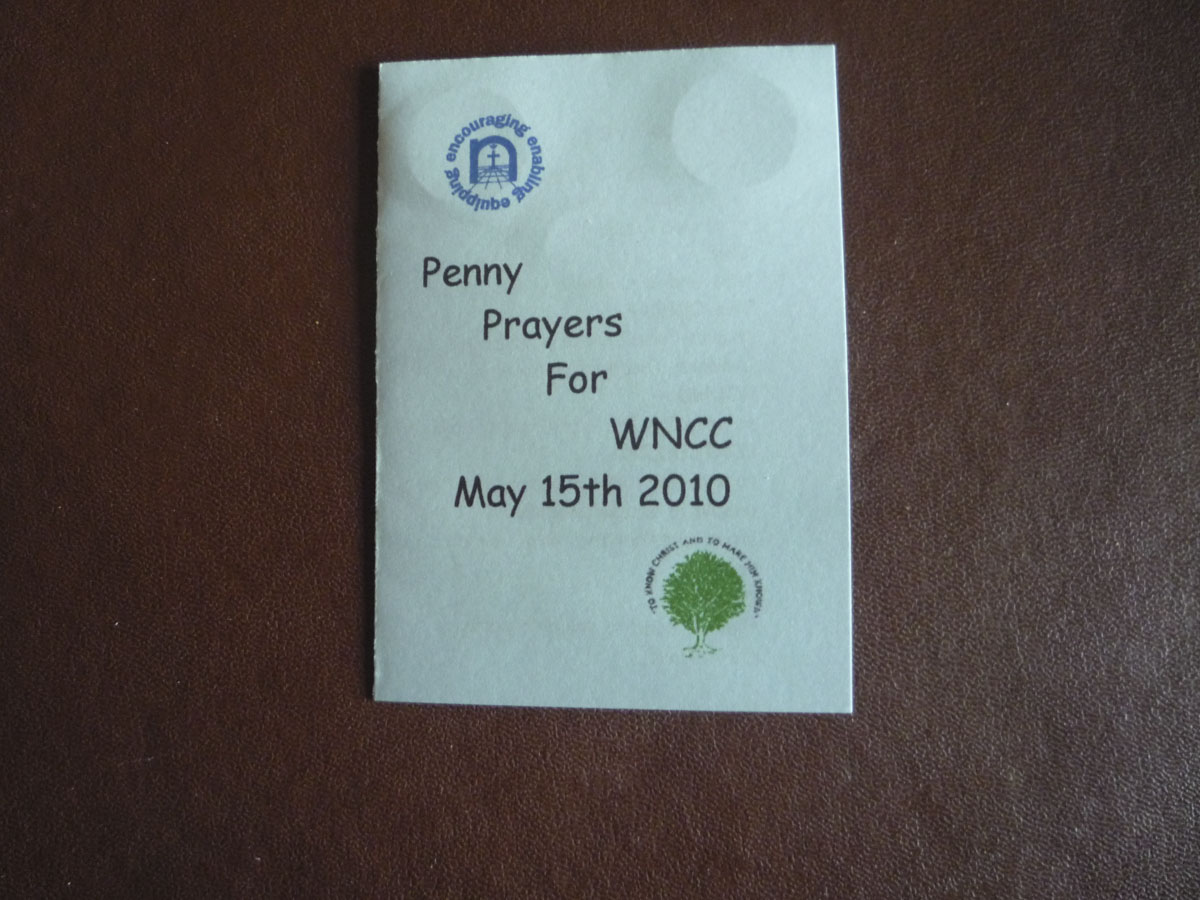 encouraging enabling equipping
n
Penny
Prayers
For
WNCC
May 15th 2010
"TO KNOW CHRIST AND TO MAKE HIM KNOWN"